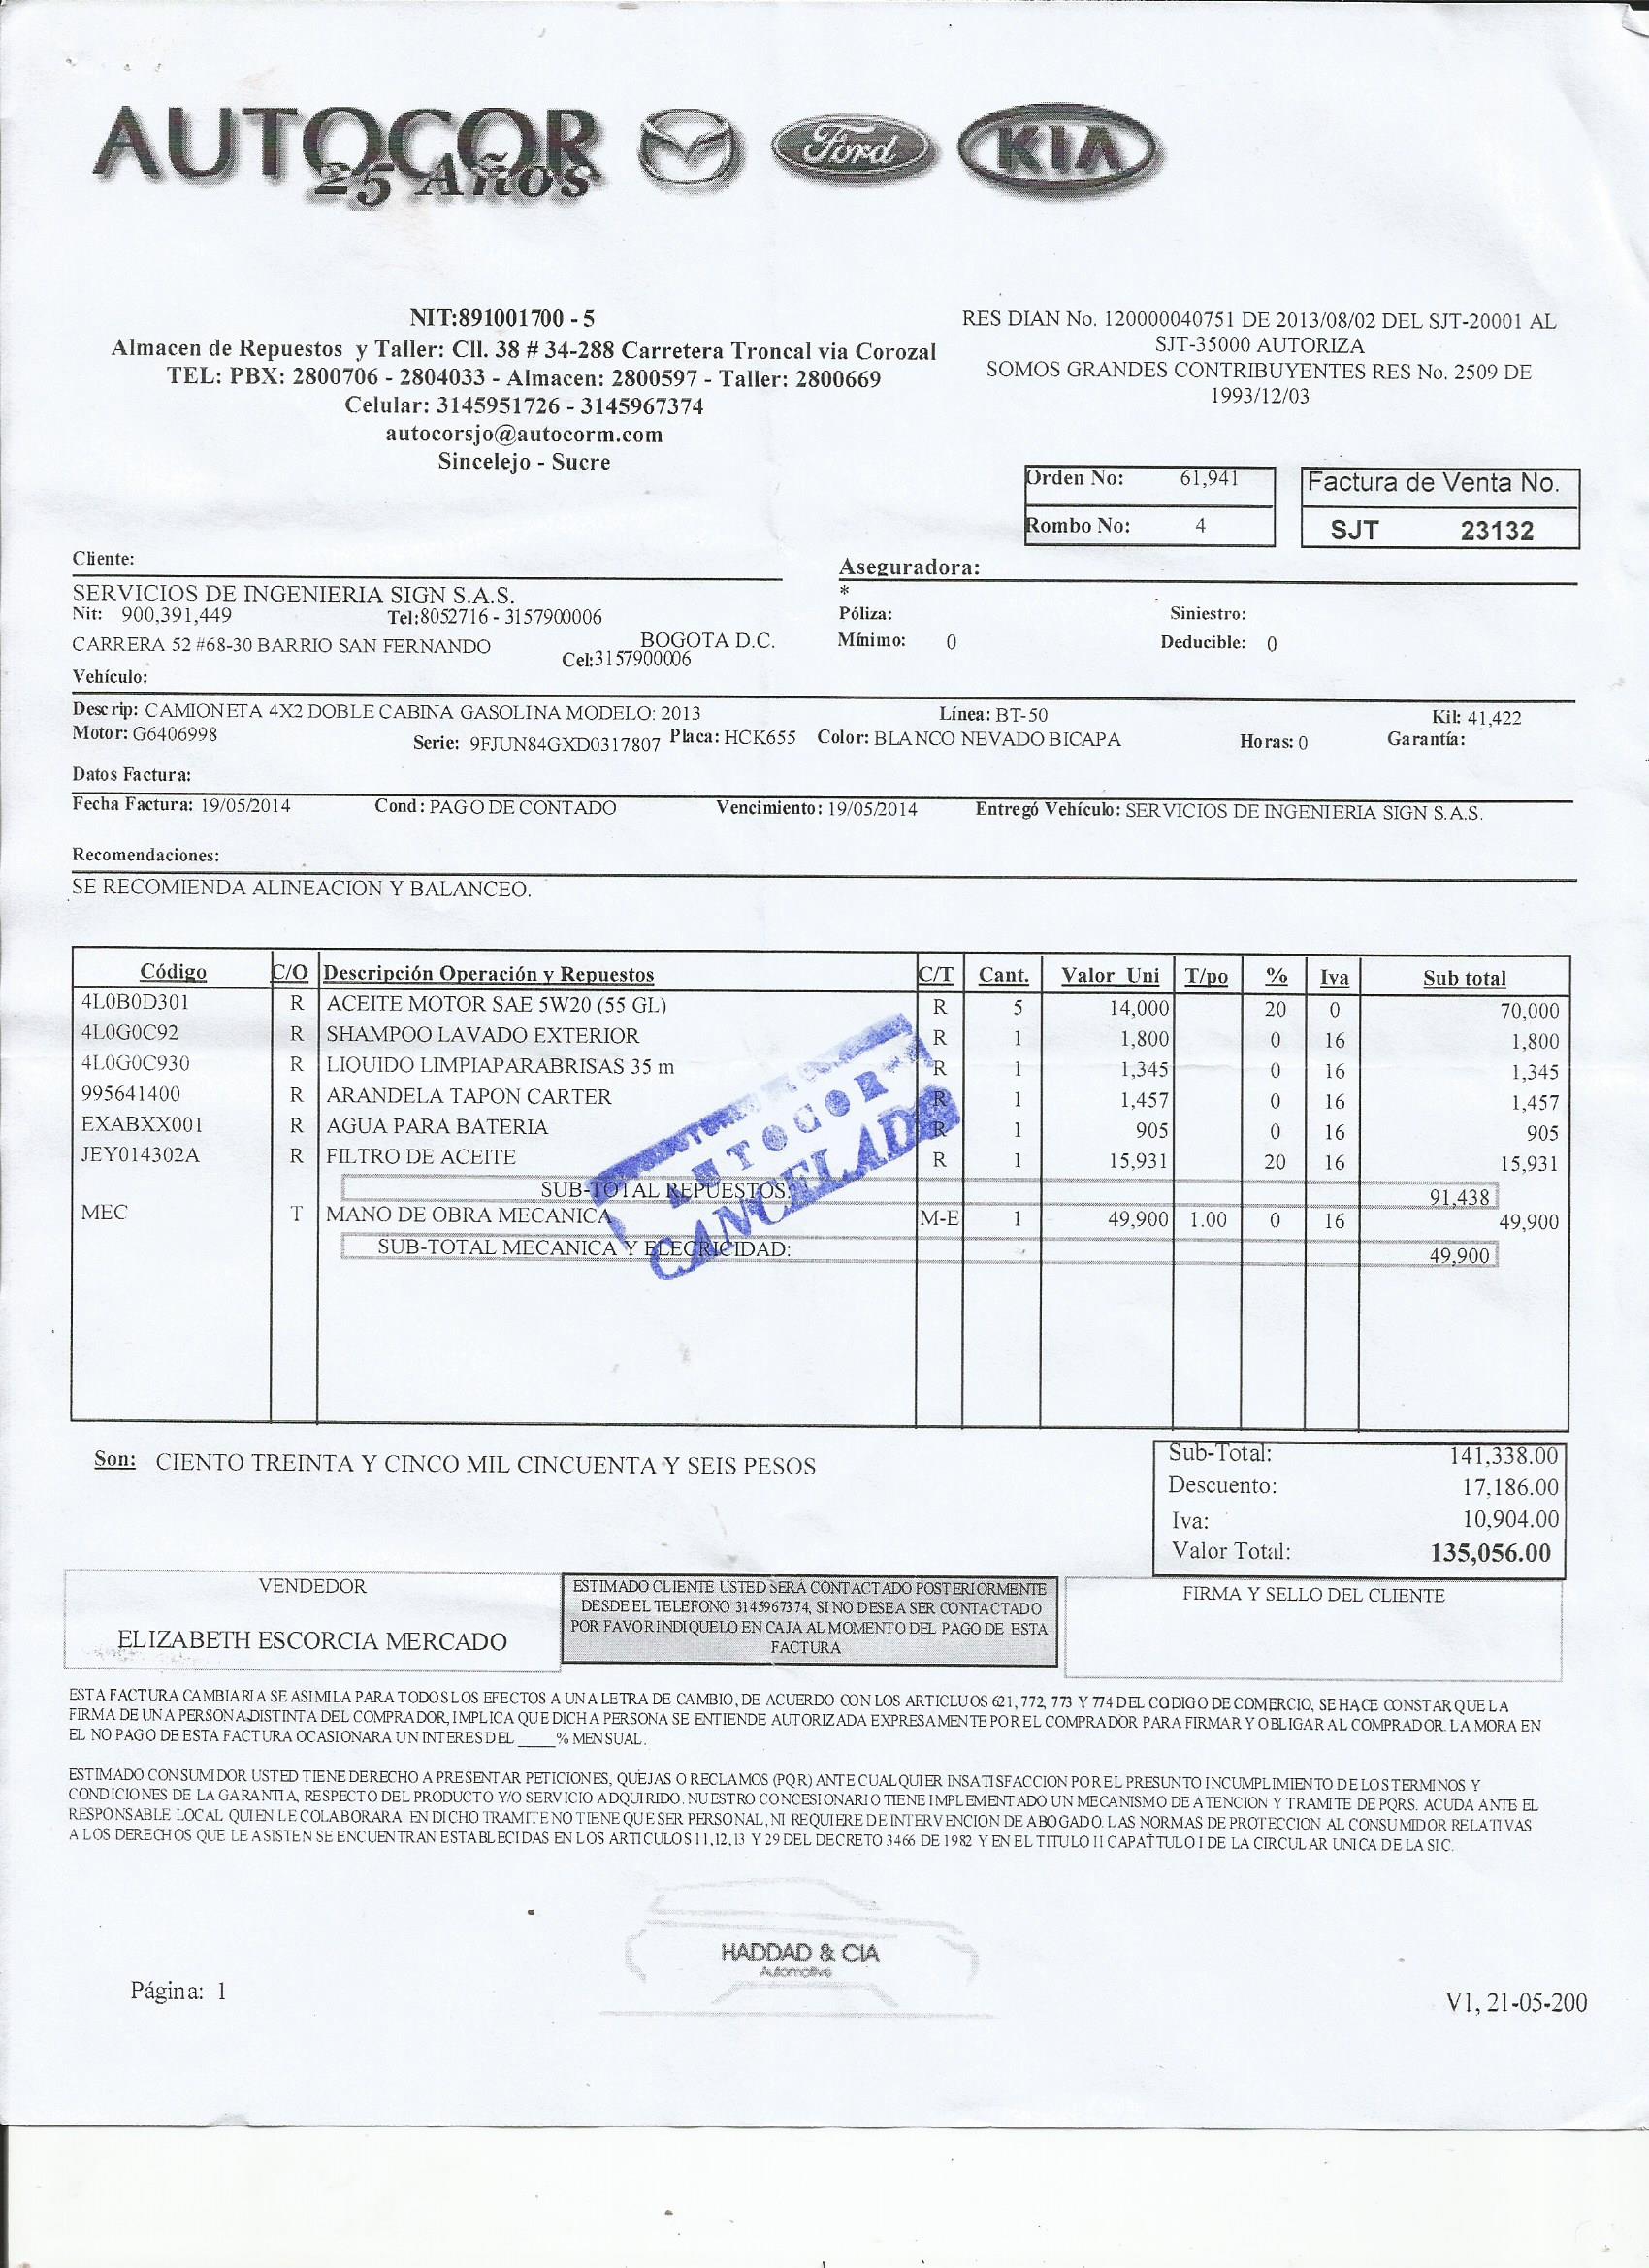 AUTOCOR
25 Años
Ford
KIA
NIT:891001700 - 5
Almacen de Repuestos y Taller: Cll. 38 # 34-288 Carretera Troncal via Corozal
TEL: PBX: 2800706 - 2804033 - Almacen: 2800597 - Taller: 2800669
Celular: 3145951726 - 3145967374
autocorsjo@autocorm.com
Sincelejo - Sucre
RES DIAN No. 120000040751 DE 2013/08/02 DEL SJT-20001 AL
SJT-35000 AUTORIZA
SOMOS GRANDES CONTRIBUYENTES RES No. 2509 DE
1993/12/03
Orden No: 61,941
Rombo No: 4
Factura de Venta No.
SJT 23132
Cliente:
SERVICIOS DE INGENIERIA SIGN S.A.S.
Nit: 900,391,449 Tel:8052716 - 3157900006
CARRERA 52 #68-30 BARRIO SAN FERNANDO BOGOTA D.C.
Cel:3157900006
Aseguradora:
*
Póliza: Siniestro:
Mínimo: 0 Deducible: 0
Vehículo:
Descrip: CAMIONETA 4X2 DOBLE CABINA GASOLINA MODELO: 2013 Línea: BT-50 Kil: 41,422
Motor: G6406998 Serie: 9FJUN84GXD0317807 Placa: HCK655 Color: BLANCO NEVADO BICAPA Horas: 0 Garantía:
Datos Factura:
Fecha Factura: 19/05/2014 Cond: PAGO DE CONTADO Vencimiento: 19/05/2014 Entregó Vehículo: SERVICIOS DE INGENIERIA SIGN S.A.S.
Recomendaciones:
SE RECOMIENDA ALINEACION Y BALANCEO.
Código C/O Descripción Operación y Repuestos C/T Cant. Valor Uni T/po % Iva Sub total
4L0B0D301 R ACEITE MOTOR SAE 5W20 (55 GL) R 5 14,000 20 0 70,000
4L0G0C92 R SHAMPOO LAVADO EXTERIOR R 1 1,800 0 16 1,800
4L0G0C930 R LIQUIDO LIMPIAPARABRISAS 35 m R 1 1,345 0 16 1,345
995641400 R ARANDELA TAPON CARTER R 1 1,457 0 16 1,457
EXABXX001 R AGUA PARA BATERIA R 1 905 0 16 905
JEY014302A R FILTRO DE ACEITE R 1 15,931 20 16 15,931
SUB-TOTAL REPUESTOS: 91,438
MEC T MANO DE OBRA MECANICA M-E 1 49,900 1.00 0 16 49,900
SUB-TOTAL MECANICA Y ELECRICIDAD: 49,900
AUTOCOR
CANCELADO
Son: CIENTO TREINTA Y CINCO MIL CINCUENTA Y SEIS PESOS
Sub-Total: 141,338.00
Descuento: 17,186.00
Iva: 10,904.00
Valor Total: 135,056.00
VENDEDOR
ELIZABETH ESCORCIA MERCADO
ESTIMADO CLIENTE USTED SERA CONTACTADO POSTERIORMENTE
DESDE EL TELEFONO 3145967374, SI NO DESEA SER CONTACTADO
POR FAVOR INDIQUELO EN CAJA AL MOMENTO DEL PAGO DE ESTA
FACTURA
FIRMA Y SELLO DEL CLIENTE
ESTA FACTURA CAMBIARIA SE ASIMILA PARA TODOS LOS EFECTOS A UNA LETRA DE CAMBIO, DE ACUERDO CON LOS ARTICLUOS 621, 772, 773 Y 774 DEL CODIGO DE COMERCIO, SE HACE CONSTAR QUE LA
FIRMA DE UNA PERSONA DISTINTA DEL COMPRADOR, IMPLICA QUE DICHA PERSONA SE ENTIENDE AUTORIZADA EXPRESAMENTE POR EL COMPRADOR PARA FIRMAR Y OBLIGAR AL COMPRADOR. LA MORA EN
EL NO PAGO DE ESTA FACTURA OCASIONARA UN INTERES DEL ____% MENSUAL.
ESTIMADO CONSUMIDOR USTED TIENE DERECHO A PRESENTAR PETICIONES, QUEJAS O RECLAMOS (PQR) ANTE CUALQUIER INSATISFACCION POR EL PRESUNTO INCUMPLIMIENTO DE LOS TERMINOS Y
CONDICIONES DE LA GARANTIA, RESPECTO DEL PRODUCTO Y/O SERVICIO ADQUIRIDO. NUESTRO CONCESIONARIO TIENE IMPLEMENTADO UN MECANISMO DE ATENCION Y TRAMITE DE PQRS. ACUDA ANTE EL
RESPONSABLE LOCAL QUIEN LE COLABORARA EN DICHO TRAMITE NO TIENE QUE SER PERSONAL, NI REQUIERE DE INTERVENCION DE ABOGADO. LAS NORMAS DE PROTECCION AL CONSUMIDOR RELATIVAS
A LOS DERECHOS QUE LE ASISTEN SE ENCUENTRAN ESTABLECIDAS EN LOS ARTICULOS 11,12,13 Y 29 DEL DECRETO 3466 DE 1982 Y EN EL TITULO II CAPATTULO I DE LA CIRCULAR UNICA DE LA SIC.
HADDAD & CIA
Automotive
Página: 1
V1, 21-05-200